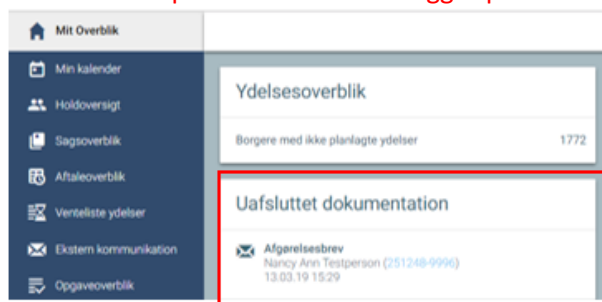 Mit Overblik
Min kalender
Holdoversigt
Sagsoverblik
Aftaleoverblik
Venteliste ydelser
Ekstern kommunikation
Opgaveoverblik
Ydelsesoverblik
Borgere med ikke planlagte ydelser 1772
Uafsluttet dokumentation
Afgørelsesbrev
Nancy Ann Testperson (251248-9996)
13.03.19 15:29